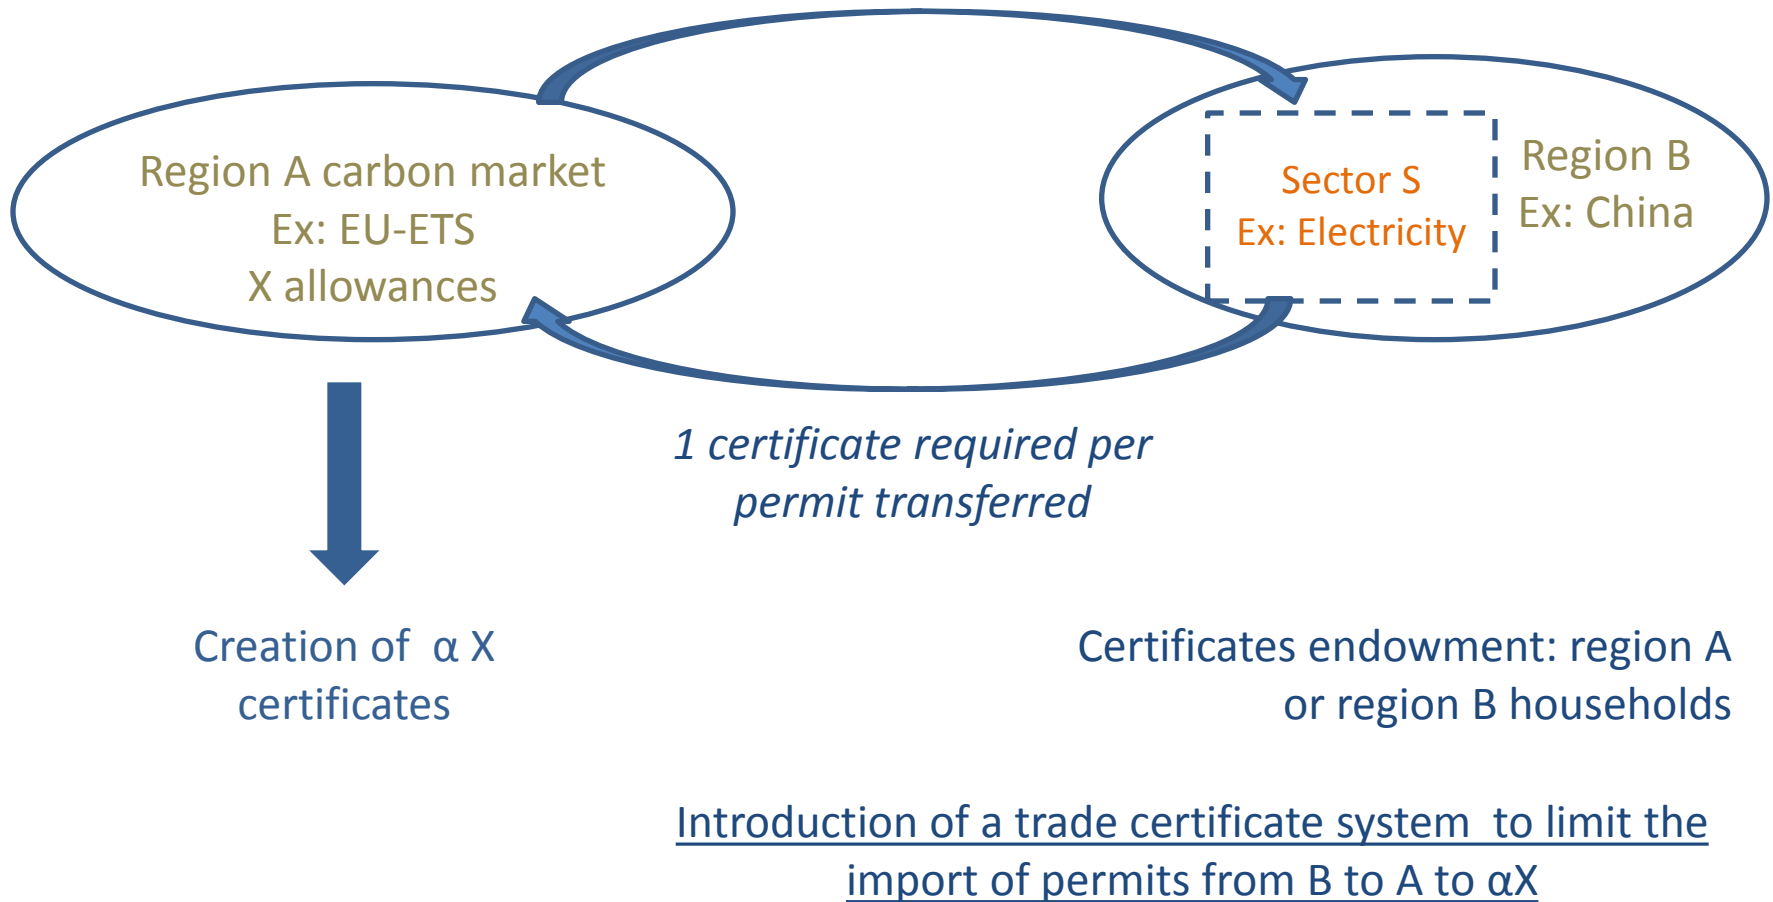 Region A carbon market
Ex: EU-ETS
X allowances
Sector S
Ex: Electricity
Region B
Ex: China
1 certificate required per
permit transferred
Creation of α X
certificates
Certificates endowment: region A
or region B households
Introduction of a trade certificate system to limit the
import of permits from B to A to αX